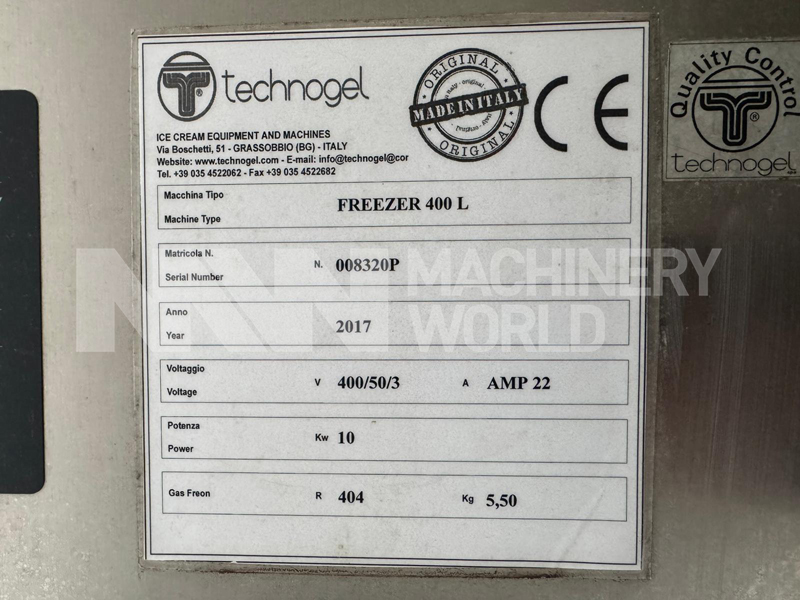 technogel
ORIGINAL
MADE IN ITALY
ORIGINAL
CE
Quality Control
technogel
ICE CREAM EQUIPMENT AND MACHINES
Via Boschetti, 51 - GRASSOBBIO (BG) - ITALY
Website: www.technogel.com - E-mail: info@technogel@cor
Tel. +39 035 4522062 - Fax +39 035 4522682
Macchina Tipo
Machine Type
FREEZER 400 L
Matricola N.
Serial Number
N. 008320P
MACHINERY
WORLD
Anno
Year
2017
Voltaggio
Voltage
V 400/50/3 A AMP 22
Potenza
Power
Kw 10
Gas Freon R 404 Kg 5,50